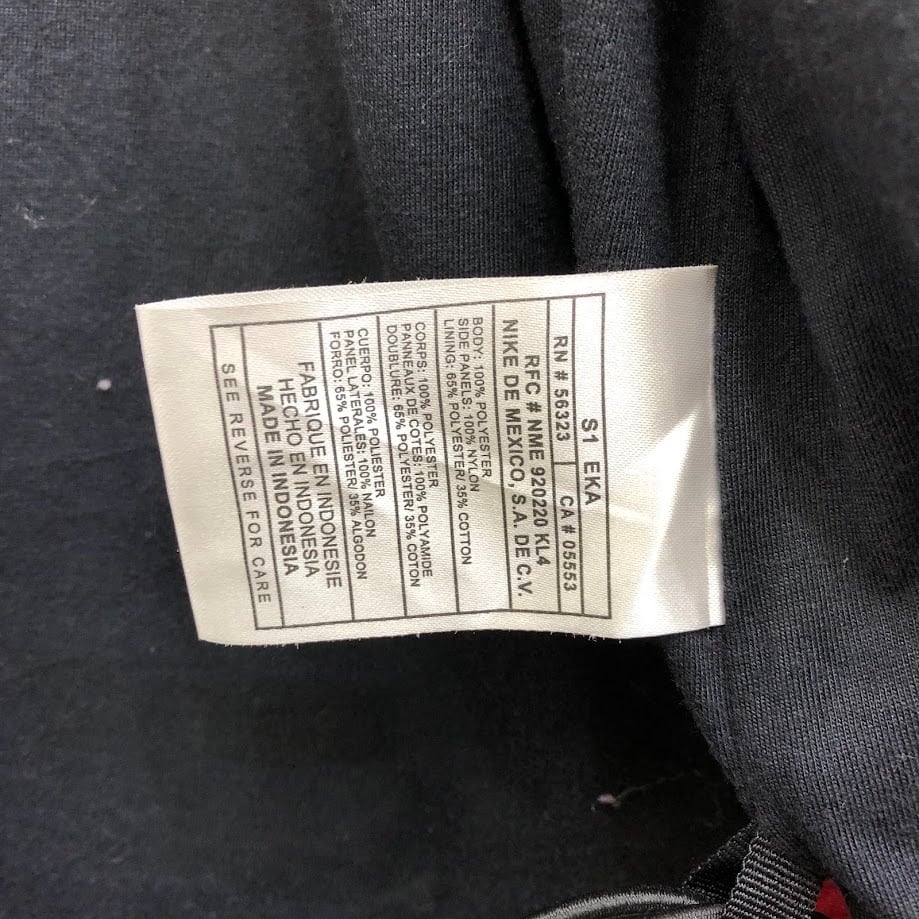 S1 EKA
RN # 56323 CA # 05553
RFC # NME 920220 KL4
NIKE DE MEXICO, S.A. DE C.V.
BODY: 100% POLYESTER
SIDE PANELS: 100% NYLON
LINING: 65% POLYESTER/ 35% COTTON
CORPS: 100% POLYESTER
PANNEAUX DE COTES: 100% POLYAMIDE
DOUBLURE: 65% POLYESTER/ 35% COTON
CUERPO: 100% POLIESTER
PANEL LATERALES: 100% NAILON
FORRO: 65% POLIESTER/ 35% ALGODON
FABRIQUE EN INDONESIE
HECHO EN INDONESIA
MADE IN INDONESIA
SEE REVERSE FOR CARE